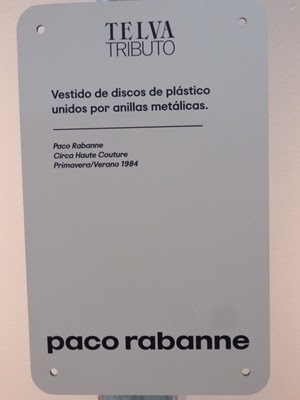 TELVA
TRIBUTO
Vestido de discos de plástico
unidos por anillas metálicas.
Paco Rabanne
Circa Haute Couture
Primavera/Verano 1984
paco rabanne